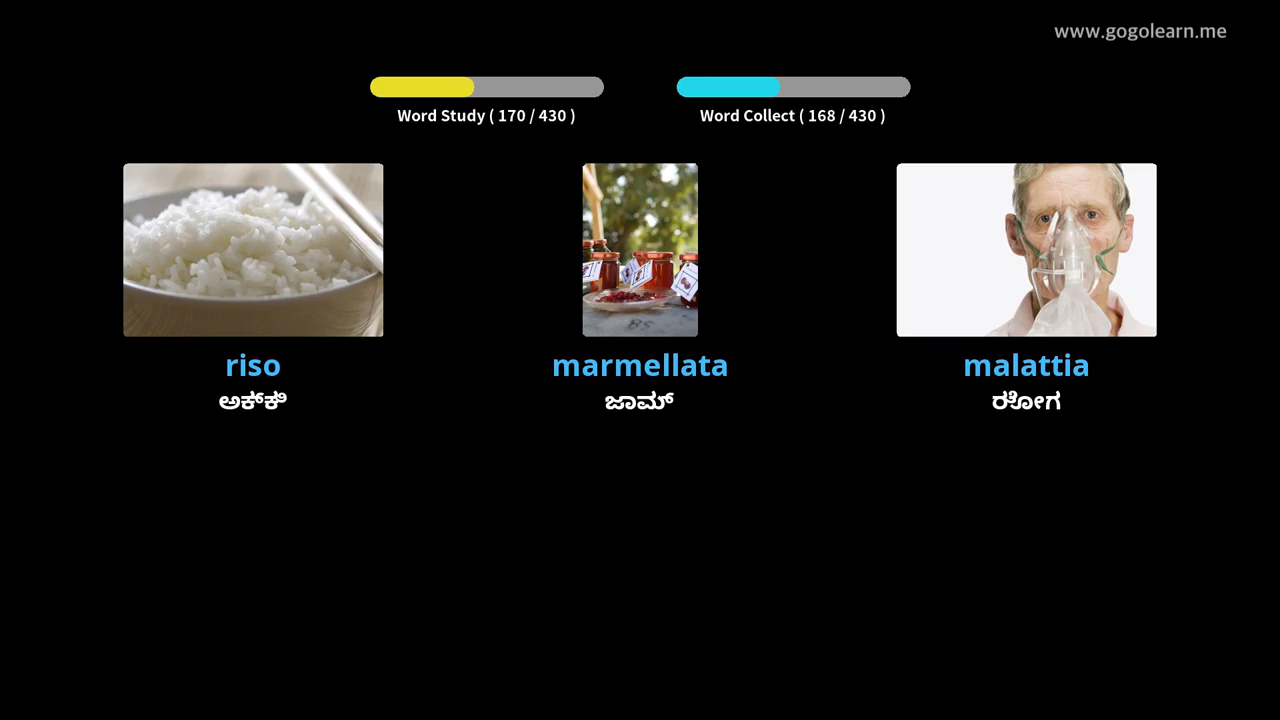 www.gogolearn.me
Word Study ( 170 / 430 )
Word Collect ( 168 / 430 )
riso
marmellata
malattia
ಅಕ್ಕಿ
ಜಾಮ್
ರೋಗ